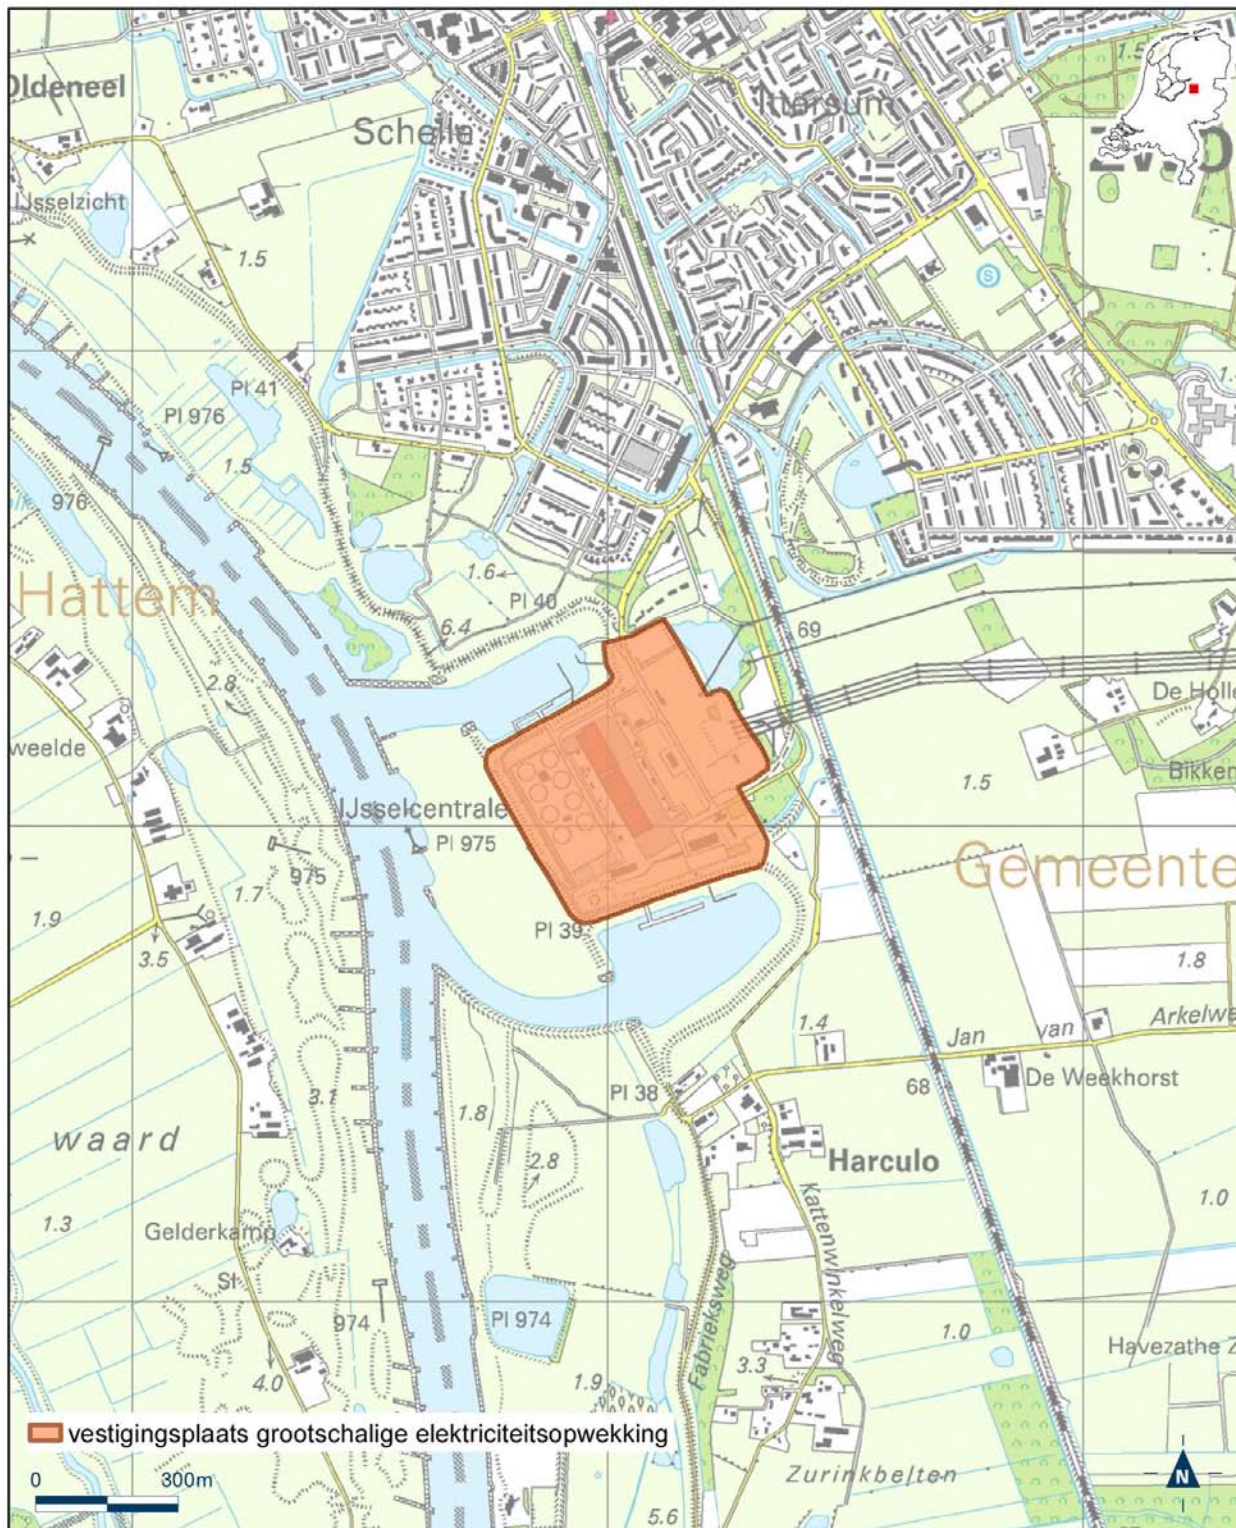 Oldeneel
Schelle
Ittersum
1.5
IJsselzicht
1.5
S
Pl 41
Pl 976
1.5
976
Hattem
1.6
Pl 40
6.4
69
2.8
De Holle
weelde
Bikken
1.5
IJsselcentrale
Pl 975
975
Gemeente
1.7
1.9
Pl 39
3.5
1.8
1.4
Jan van Arkelwe
68
De Weekhorst
Pl 38
3.1
1.8
waard
2.8
Harculo
1.3
1.0
Gelderkamp
Kattenwinkelweg
Sl
Fabrieksweg
974
Pl 974
1.0
Havezathe Z
3.3
4.0
1.9
vestigingsplaats grootschalige elektriciteitsopwekking
0 300m
Zurinkbelten
N
5.6